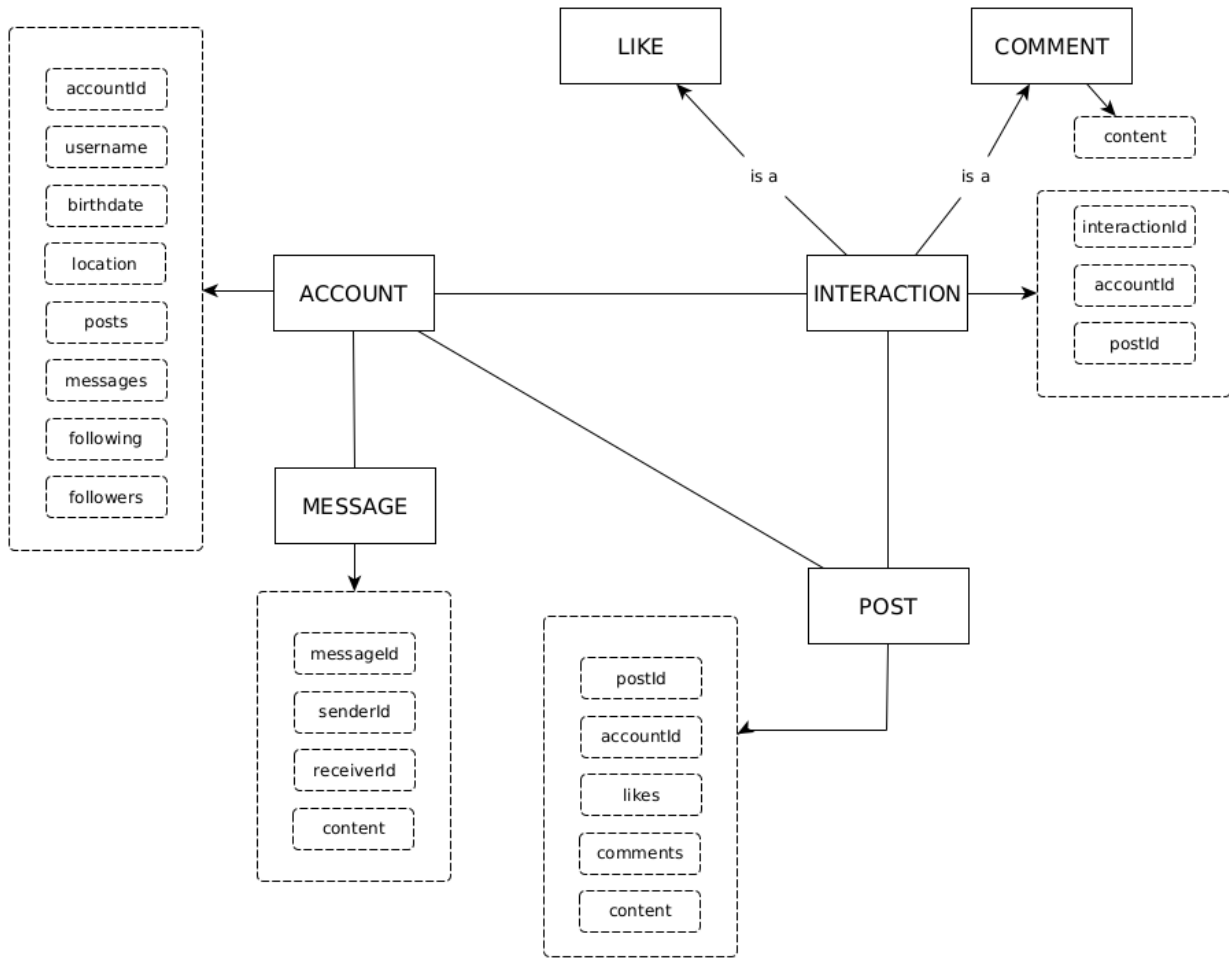 LIKE
COMMENT
accountId
username
birthdate
location
posts
messages
following
followers
content
is a
is a
interactionId
accountId
postId
ACCOUNT
INTERACTION
MESSAGE
POST
messageId
senderId
receiverId
content
postId
accountId
likes
comments
content